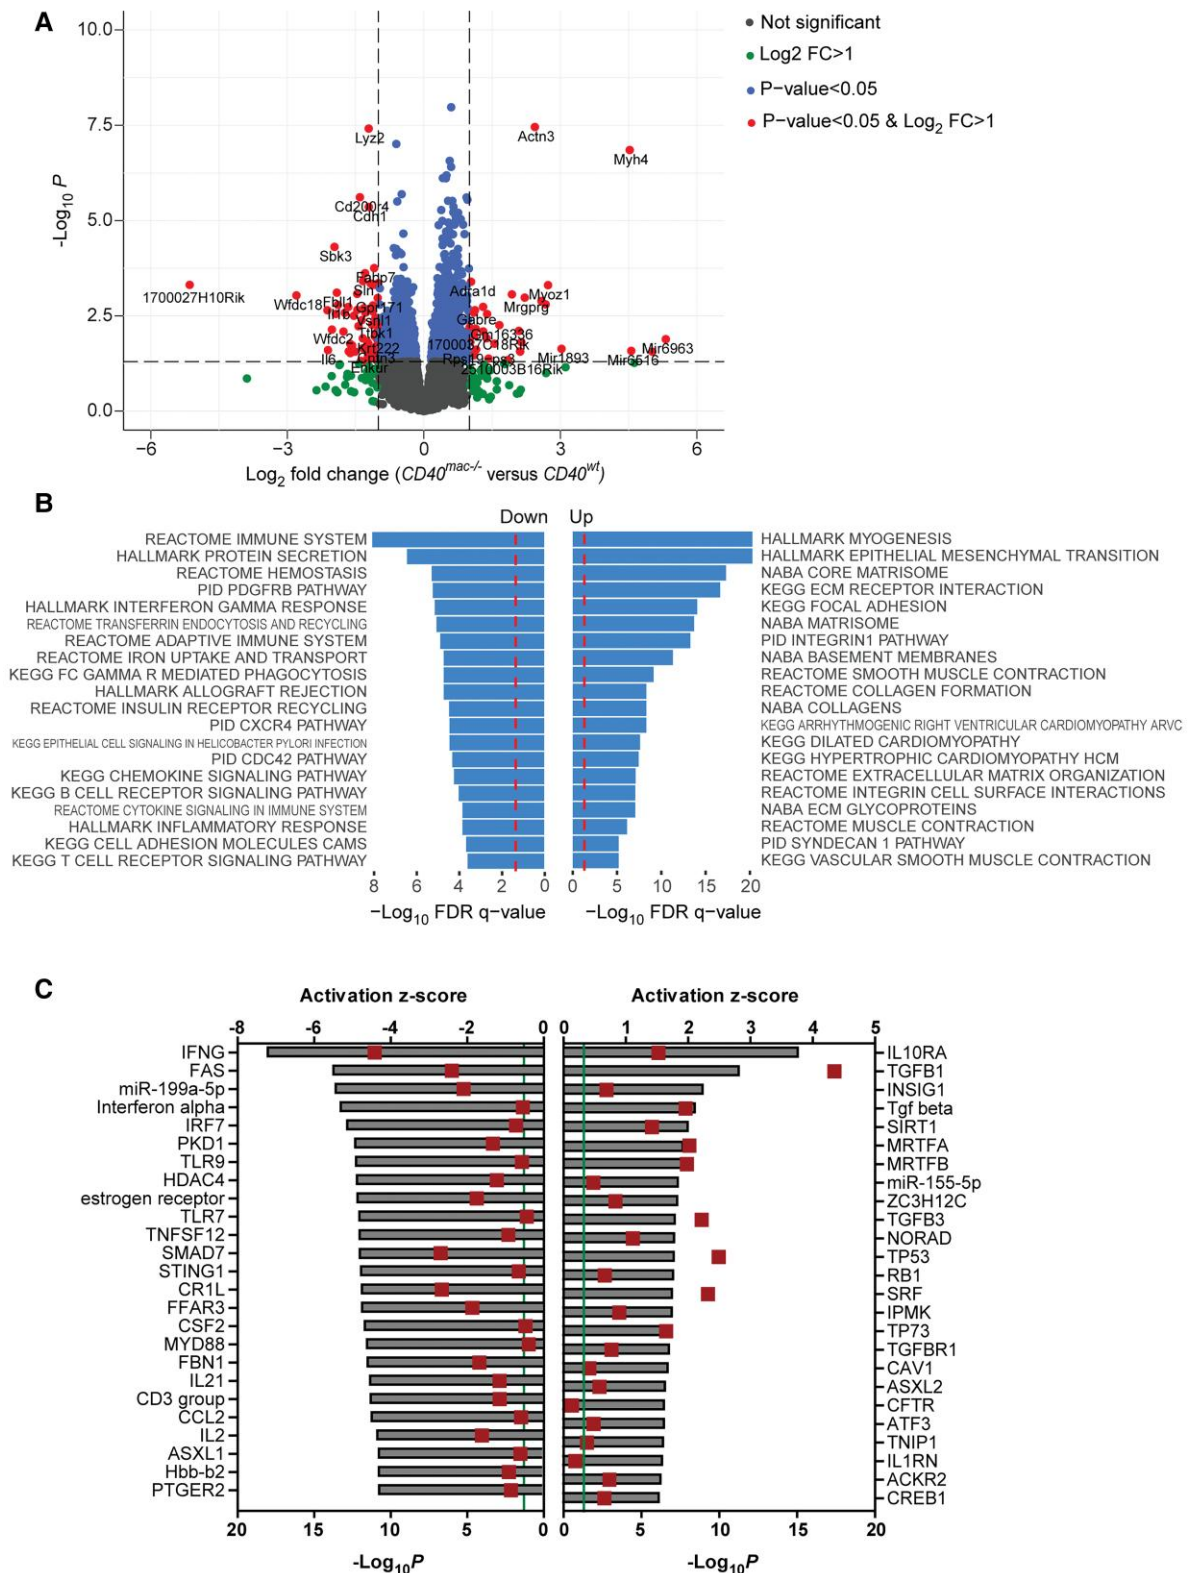 A
10.0
7.5
5.0
2.5
0.0
-Log10 P
−6
−3
0
3
6
Log2 fold change (CD40mac-/- versus CD40wt)
Not significant
Log2 FC>1
P−value<0.05
P−value<0.05 & Log2 FC>1
Lyz2
Actn3
Myh4
Cd200r4
Cdh1
Sbk3
1700027H10Rik
Fabp7
Sln
Wfdc18
Fbll1
Il1b
Gpr171
Vsnl1
Ttbk1
Wfdc2
Krt222
Il6
Cntn3
Enkur
Adra1d
Myoz1
Mrgprg
Gabre
Gm16336
1700037C18Rik
Mir1893
Mir6963
Mir6516
2510003B16Rik
B
Down
Up
REACTOME IMMUNE SYSTEM
HALLMARK PROTEIN SECRETION
REACTOME HEMOSTASIS
PID PDGFRB PATHWAY
HALLMARK INTERFERON GAMMA RESPONSE
REACTOME TRANSFERRIN ENDOCYTOSIS AND RECYCLING
REACTOME ADAPTIVE IMMUNE SYSTEM
REACTOME IRON UPTAKE AND TRANSPORT
KEGG FC GAMMA R MEDIATED PHAGOCYTOSIS
HALLMARK ALLOGRAFT REJECTION
REACTOME INSULIN RECEPTOR RECYCLING
PID CXCR4 PATHWAY
KEGG EPITHELIAL CELL SIGNALING IN HELICOBACTER PYLORI INFECTION
PID CDC42 PATHWAY
KEGG CHEMOKINE SIGNALING PATHWAY
KEGG B CELL RECEPTOR SIGNALING PATHWAY
REACTOME CYTOKINE SIGNALING IN IMMUNE SYSTEM
HALLMARK INFLAMMATORY RESPONSE
KEGG CELL ADHESION MOLECULES CAMS
KEGG T CELL RECEPTOR SIGNALING PATHWAY
8 6 4 2 0
−Log10 FDR q−value
HALLMARK MYOGENESIS
HALLMARK EPITHELIAL MESENCHYMAL TRANSITION
NABA CORE MATRISOME
KEGG ECM RECEPTOR INTERACTION
KEGG FOCAL ADHESION
NABA MATRISOME
PID INTEGRIN1 PATHWAY
NABA BASEMENT MEMBRANES
REACTOME SMOOTH MUSCLE CONTRACTION
REACTOME COLLAGEN FORMATION
NABA COLLAGENS
KEGG ARRHYTHMOGENIC RIGHT VENTRICULAR CARDIOMYOPATHY ARVC
KEGG DILATED CARDIOMYOPATHY
KEGG HYPERTROPHIC CARDIOMYOPATHY HCM
REACTOME EXTRACELLULAR MATRIX ORGANIZATION
REACTOME INTEGRIN CELL SURFACE INTERACTIONS
NABA ECM GLYCOPROTEINS
REACTOME MUSCLE CONTRACTION
PID SYNDECAN 1 PATHWAY
KEGG VASCULAR SMOOTH MUSCLE CONTRACTION
0 5 10 15 20
−Log10 FDR q−value
C
Activation z-score
-8 -6 -4 -2 0
IFNG
FAS
miR-199a-5p
Interferon alpha
IRF7
PKD1
TLR9
HDAC4
estrogen receptor
TLR7
TNFSF12
SMAD7
STING1
CR1L
FFAR3
CSF2
MYD88
FBN1
IL21
CD3 group
CCL2
IL2
ASXL1
Hbb-b2
PTGER2
20 15 10 5 0
-Log10P
Activation z-score
0 1 2 3 4 5
IL10RA
TGFB1
INSIG1
Tgf beta
SIRT1
MRTFA
MRTFB
miR-155-5p
ZC3H12C
TGFB3
NORAD
TP53
RB1
SRF
IPMK
TP73
TGFBR1
CAV1
ASXL2
CFTR
ATF3
TNIP1
IL1RN
ACKR2
CREB1
0 5 10 15 20
-Log10P